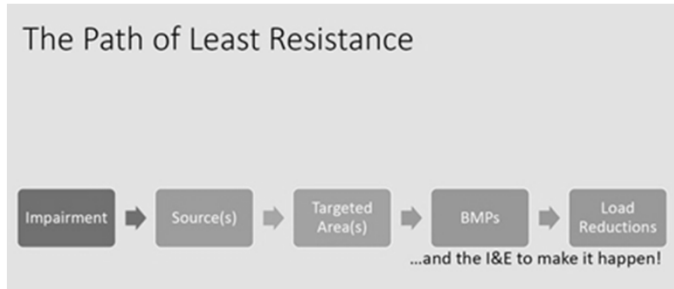 The Path of Least Resistance
Impairment
Source(s)
Targeted
Area(s)
BMPs
Load
Reductions
...and the I&E to make it happen!